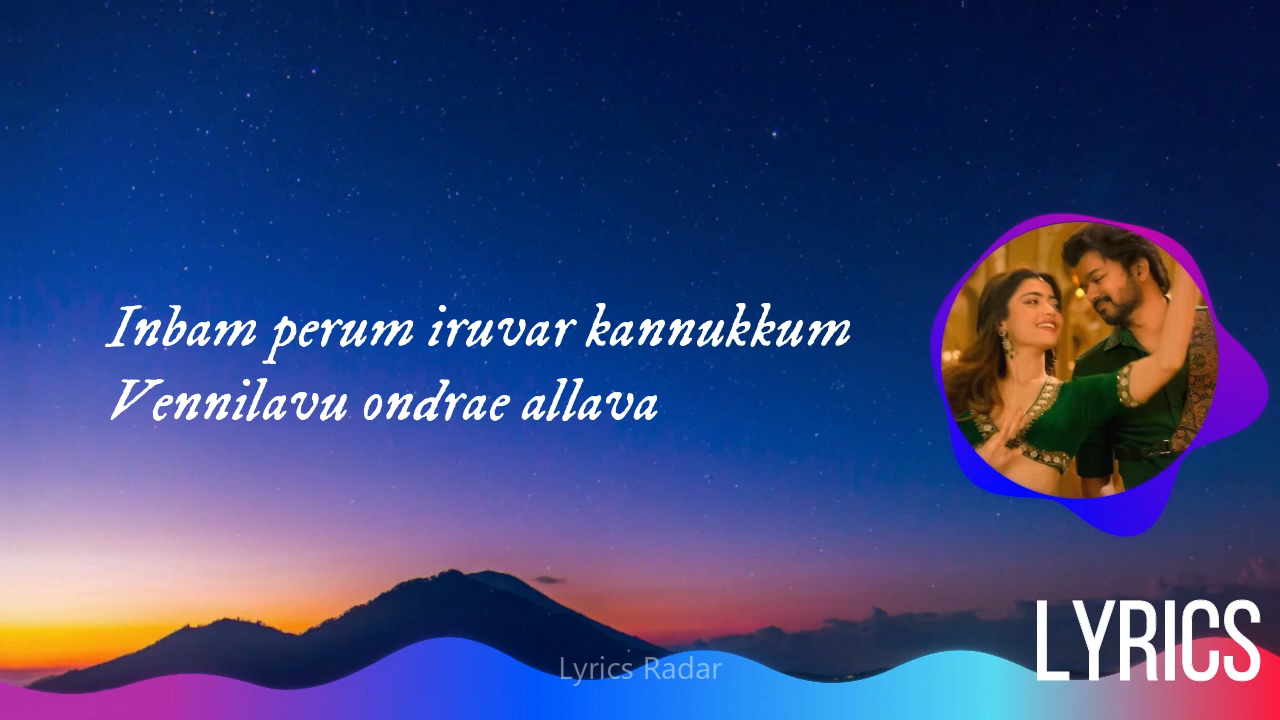 Inbam perum iruvar kannukkum
Vennilavu ondrae allava
LYRICS
Lyrics Radar